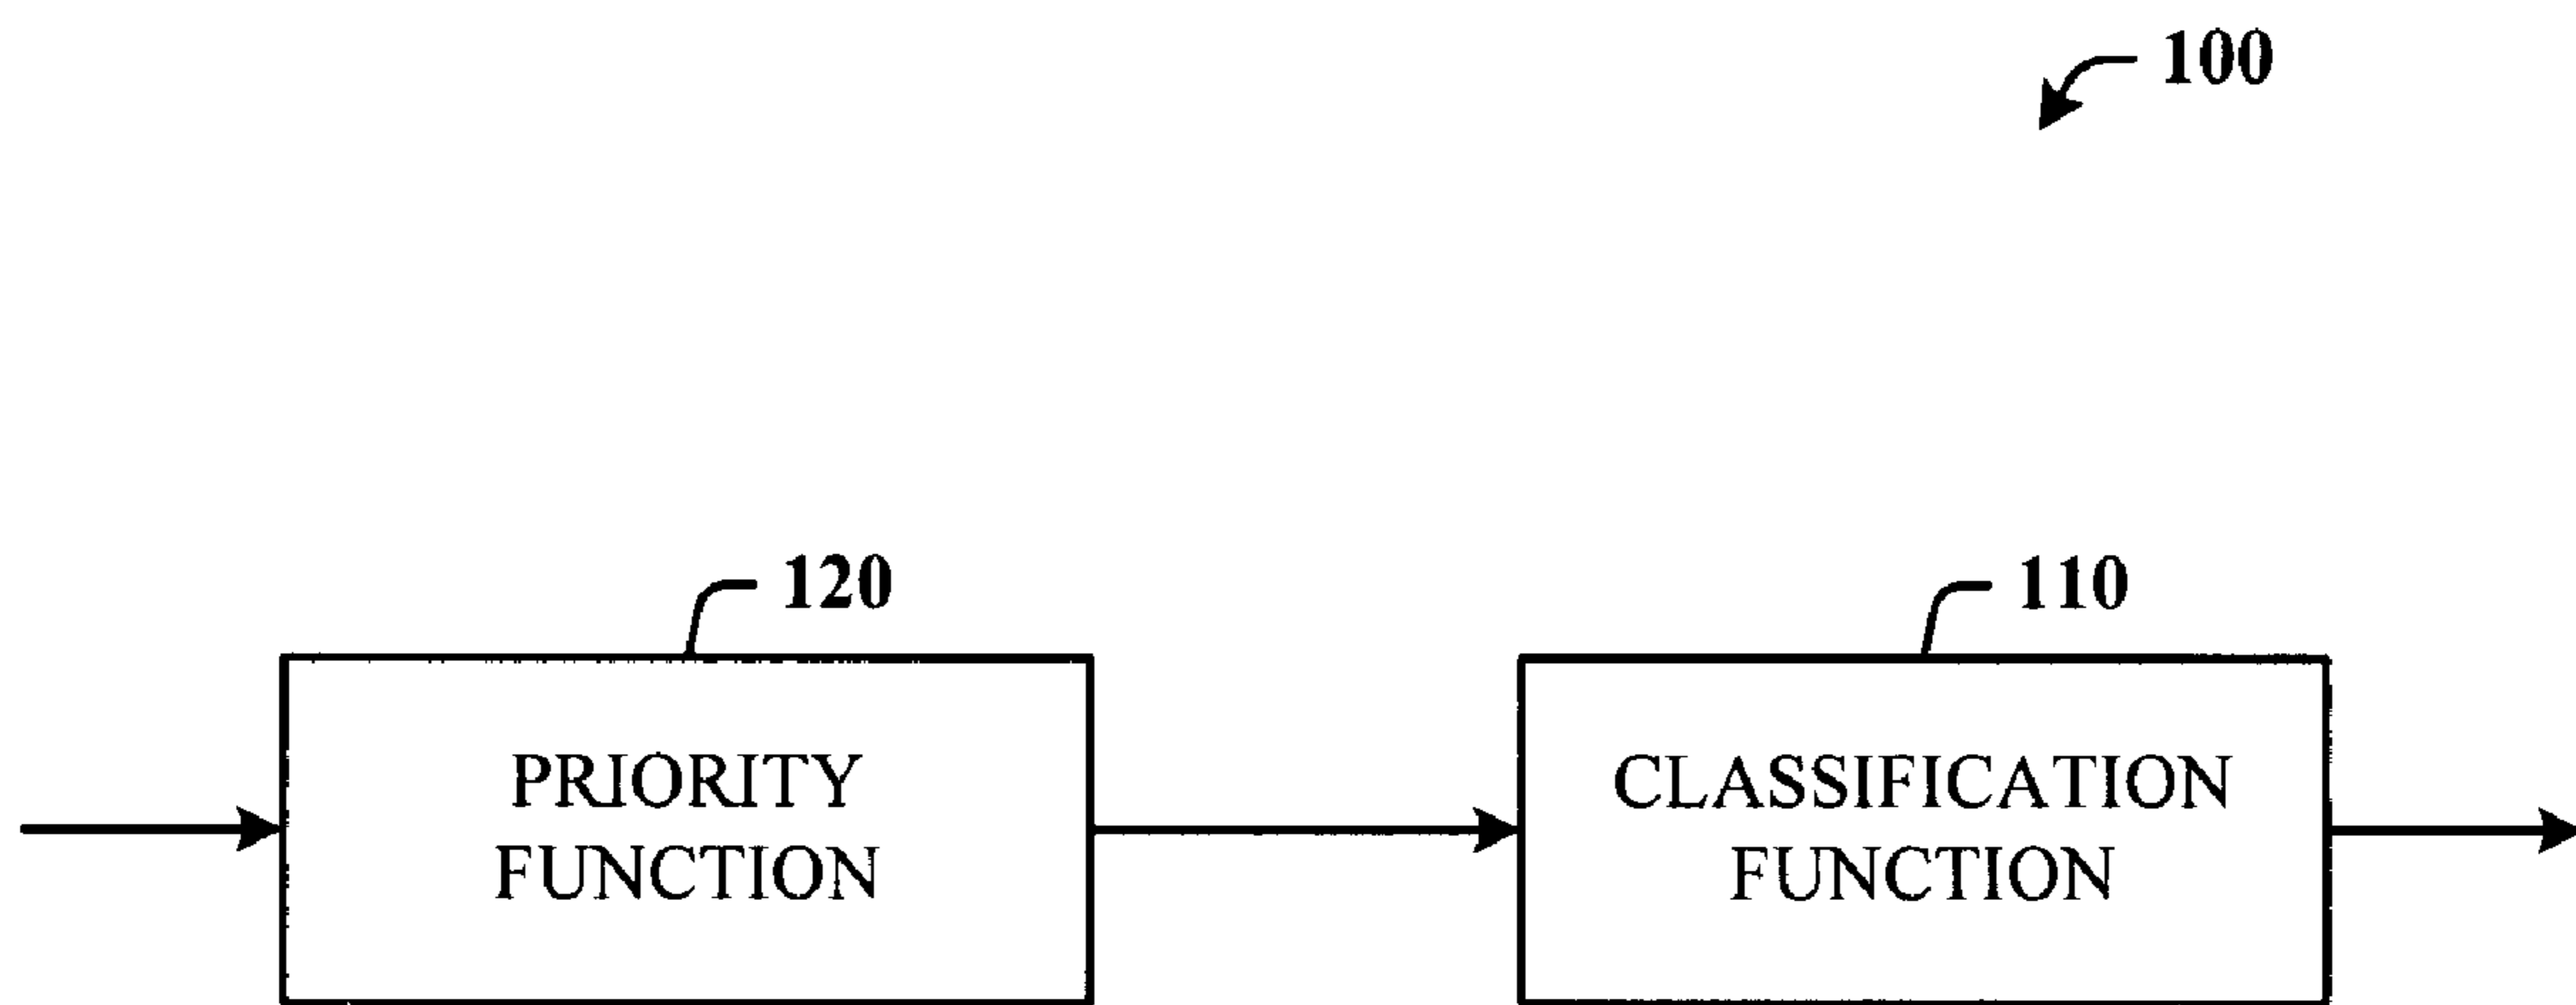 100
120
110
PRIORITY
FUNCTION
CLASSIFICATION
FUNCTION